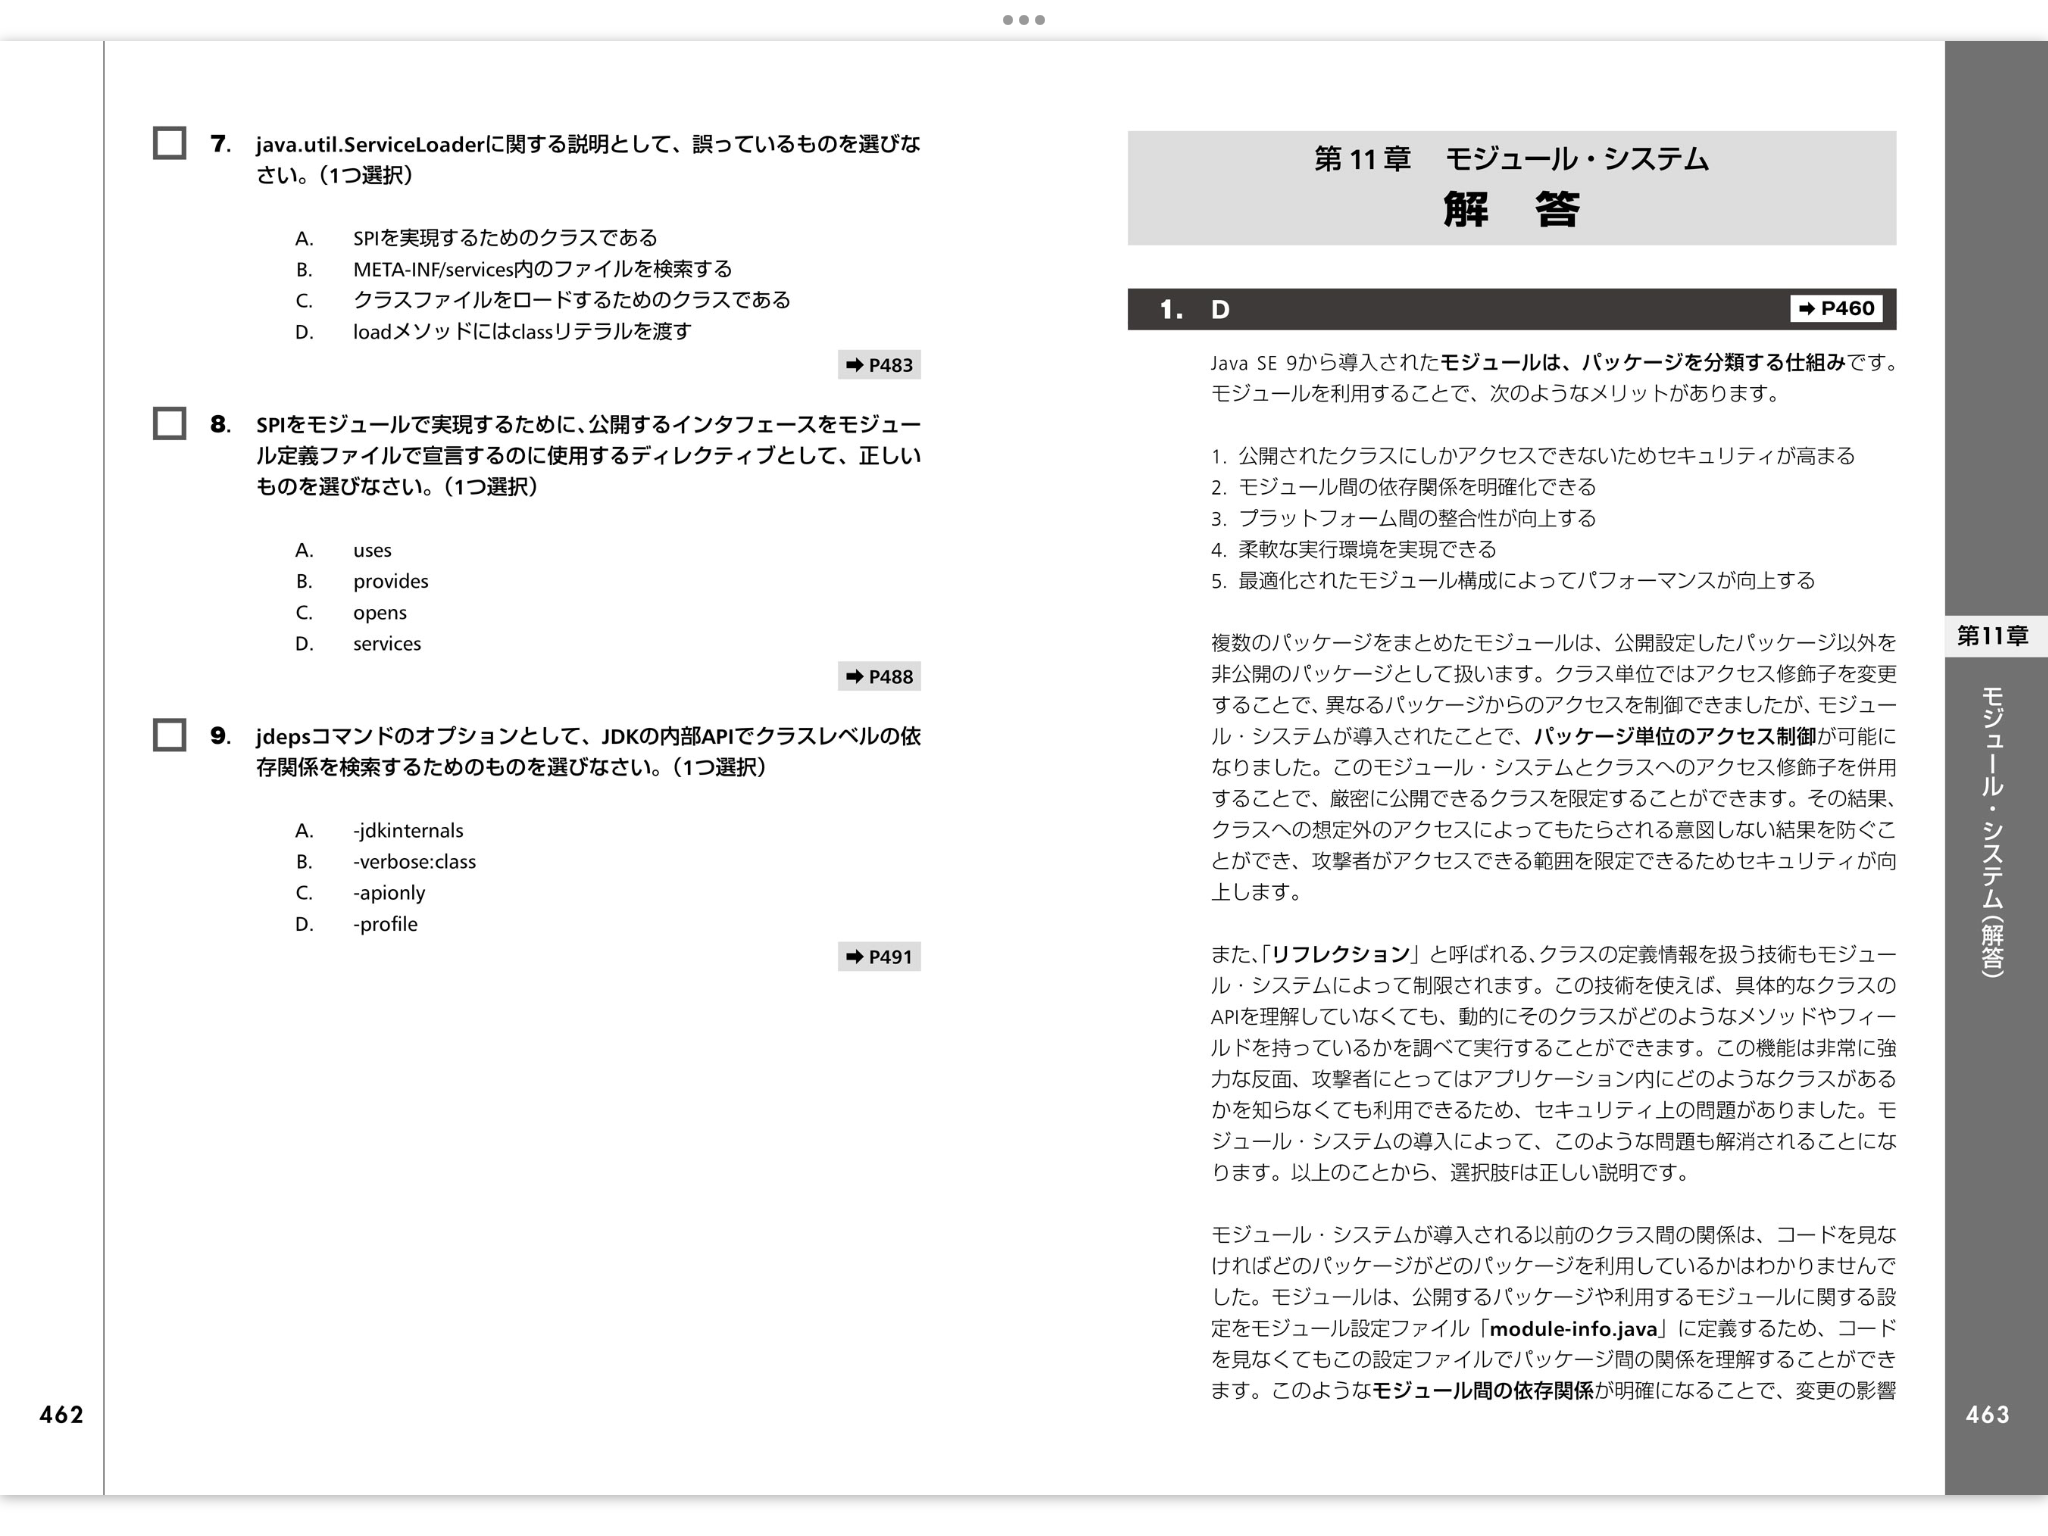 7. java.util.ServiceLoaderに関する説明として、誤っているものを選びな
さい。（1つ選択）
A. SPIを実現するためのクラスである
B. META-INF/services内のファイルを検索する
C. クラスファイルをロードするためのクラスである
D. loadメソッドにはclassリテラルを渡す
➡ P483
8. SPIをモジュールで実現するために、公開するインタフェースをモジュー
ル定義ファイルで宣言するのに使用するディレクティブとして、正しい
ものを選びなさい。（1つ選択）
A. uses
B. provides
C. opens
D. services
➡ P488
9. jdepsコマンドのオプションとして、JDKの内部APIでクラスレベルの依
存関係を検索するためのものを選びなさい。（1つ選択）
A. -jdkinternals
B. -verbose:class
C. -apionly
D. -profile
➡ P491
462
第 11 章　モジュール・システム
解　答
1. D ➡ P460
Java SE 9から導入されたモジュールは、パッケージを分類する仕組みです。
モジュールを利用することで、次のようなメリットがあります。
1. 公開されたクラスにしかアクセスできないためセキュリティが高まる
2. モジュール間の依存関係を明確化できる
3. プラットフォーム間の整合性が向上する
4. 柔軟な実行環境を実現できる
5. 最適化されたモジュール構成によってパフォーマンスが向上する
複数のパッケージをまとめたモジュールは、公開設定したパッケージ以外を
非公開のパッケージとして扱います。クラス単位ではアクセス修飾子を変更
することで、異なるパッケージからのアクセスを制御できましたが、モジュー
ル・システムが導入されたことで、パッケージ単位のアクセス制御が可能に
なりました。このモジュール・システムとクラスへのアクセス修飾子を併用
することで、厳密に公開できるクラスを限定することができます。その結果、
クラスへの想定外のアクセスによってもたらされる意図しない結果を防ぐこ
とができ、攻撃者がアクセスできる範囲を限定できるためセキュリティが向
上します。
また、「リフレクション」と呼ばれる、クラスの定義情報を扱う技術もモジュー
ル・システムによって制限されます。この技術を使えば、具体的なクラスの
APIを理解していなくても、動的にそのクラスがどのようなメソッドやフィー
ルドを持っているかを調べて実行することができます。この機能は非常に強
力な反面、攻撃者にとってはアプリケーション内にどのようなクラスがある
かを知らなくても利用できるため、セキュリティ上の問題がありました。モ
ジュール・システムの導入によって、このような問題も解消されることにな
ります。以上のことから、選択肢Fは正しい説明です。
モジュール・システムが導入される以前のクラス間の関係は、コードを見な
ければどのパッケージがどのパッケージを利用しているかはわかりませんで
した。モジュールは、公開するパッケージや利用するモジュールに関する設
定をモジュール設定ファイル「module-info.java」に定義するため、コード
を見なくてもこの設定ファイルでパッケージ間の関係を理解することができ
ます。このようなモジュール間の依存関係が明確になることで、変更の影響
第11章
モジュール・システム（解答）
463